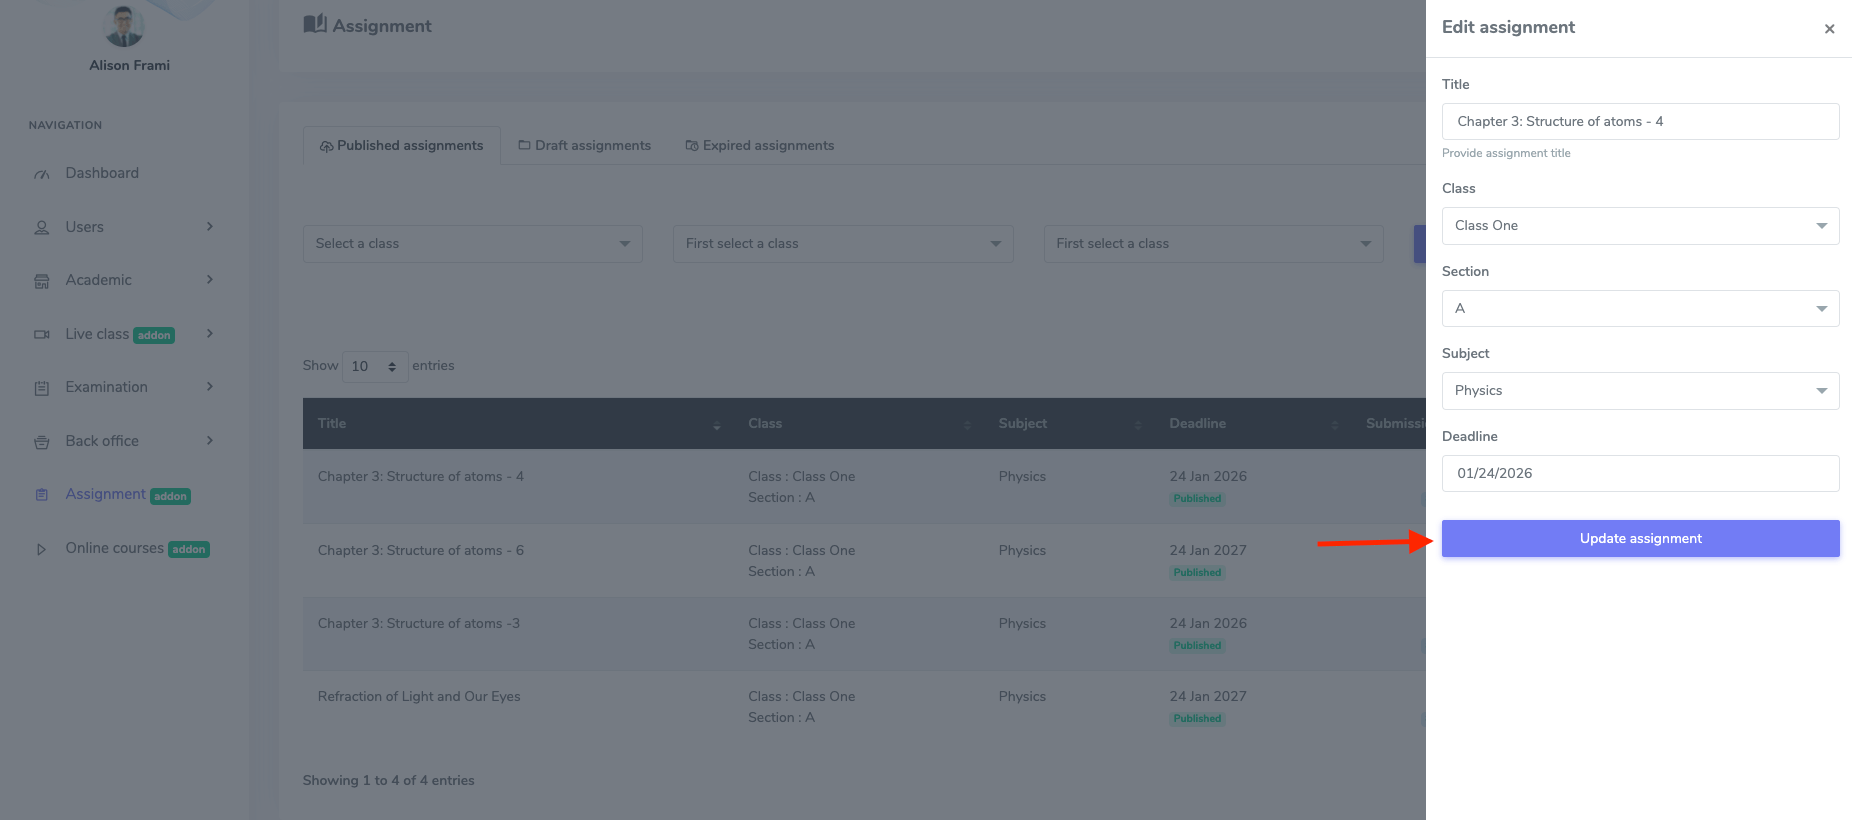 Alison Frami
NAVIGATION
Dashboard
Users
Academic
Live class addon
Examination
Back office
Assignment addon
Online courses addon
Assignment
Published assignments Draft assignments Expired assignments
Select a class First select a class First select a class
Show 10 entries
Title Class Subject Deadline
Chapter 3: Structure of atoms - 4 Class : Class One Physics 24 Jan 2026
Section : A Published
Chapter 3: Structure of atoms - 6 Class : Class One Physics 24 Jan 2027
Section : A Published
Chapter 3: Structure of atoms -3 Class : Class One Physics 24 Jan 2026
Section : A Published
Refraction of Light and Our Eyes Class : Class One Physics 24 Jan 2027
Section : A Published
Showing 1 to 4 of 4 entries
Edit assignment ×
Title
Chapter 3: Structure of atoms - 4
Provide assignment title
Class
Class One
Section
A
Subject
Physics
Deadline
01/24/2026
Update assignment